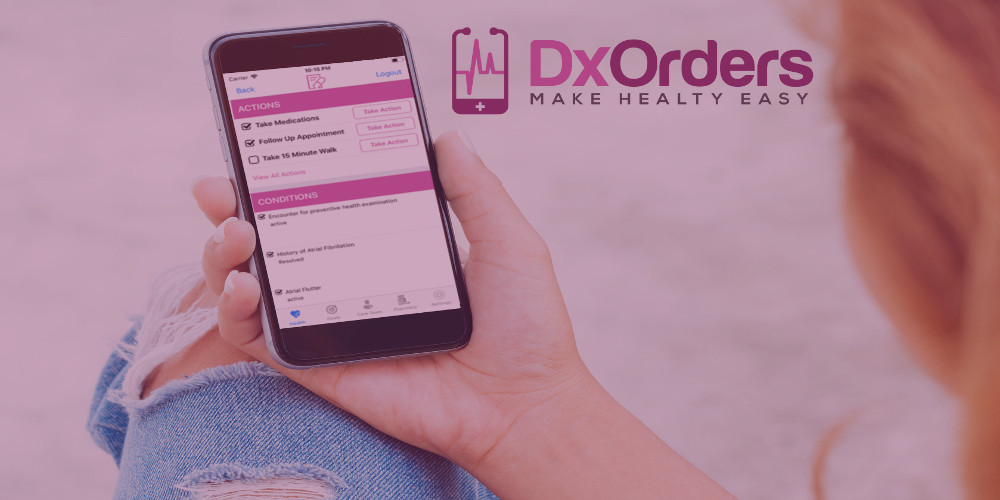 DxOrders
MAKE HEALTY EASY
Carrier
10:15 PM
Back
Logout
ACTIONS
Take Medications
Take Action
Follow Up Appointment
Take Action
Take 15 Minute Walk
Take Action
View All Actions
CONDITIONS
Encounter for preventive health examination
active
History of Atrial Fibrillation
Resolved
Atrial Flutter
active
Health
Goals
Care Team
Pharmacy
Settings